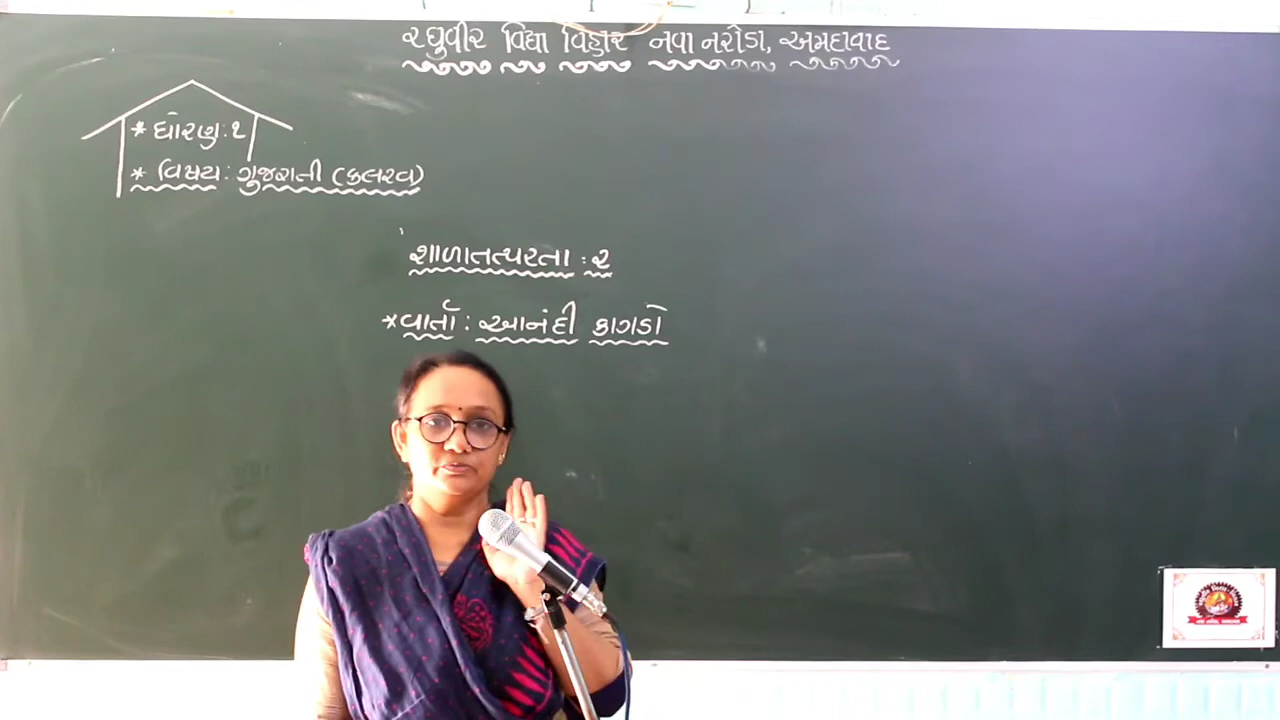 રઘુવીર વિદ્યા વિહાર નવા નરોડા, અમદાવાદ
* ધોરણ : ૧
* વિષય : ગુજરાતી (કલરવ)
શાળાતત્પરતા : ૨
* વાર્તા : આનંદી કાગડો